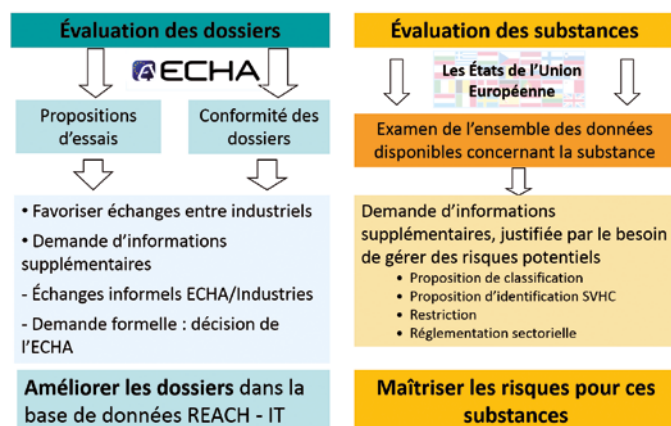 Évaluation des dossiers
ECHA
Propositions
d'essais
Conformité des
dossiers
• Favoriser échanges entre industriels
• Demande d'informations
supplémentaires
- Échanges informels ECHA/Industries
- Demande formelle : décision de
l'ECHA
Améliorer les dossiers dans la
base de données REACH - IT
Évaluation des substances
Les États de l'Union
Européenne
Examen de l'ensemble des données
disponibles concernant la substance
Demande d'informations
supplémentaires, justifiée par le besoin
de gérer des risques potentiels
• Proposition de classification
• Proposition d'identification SVHC
• Restriction
• Réglementation sectorielle
Maîtriser les risques pour ces
substances